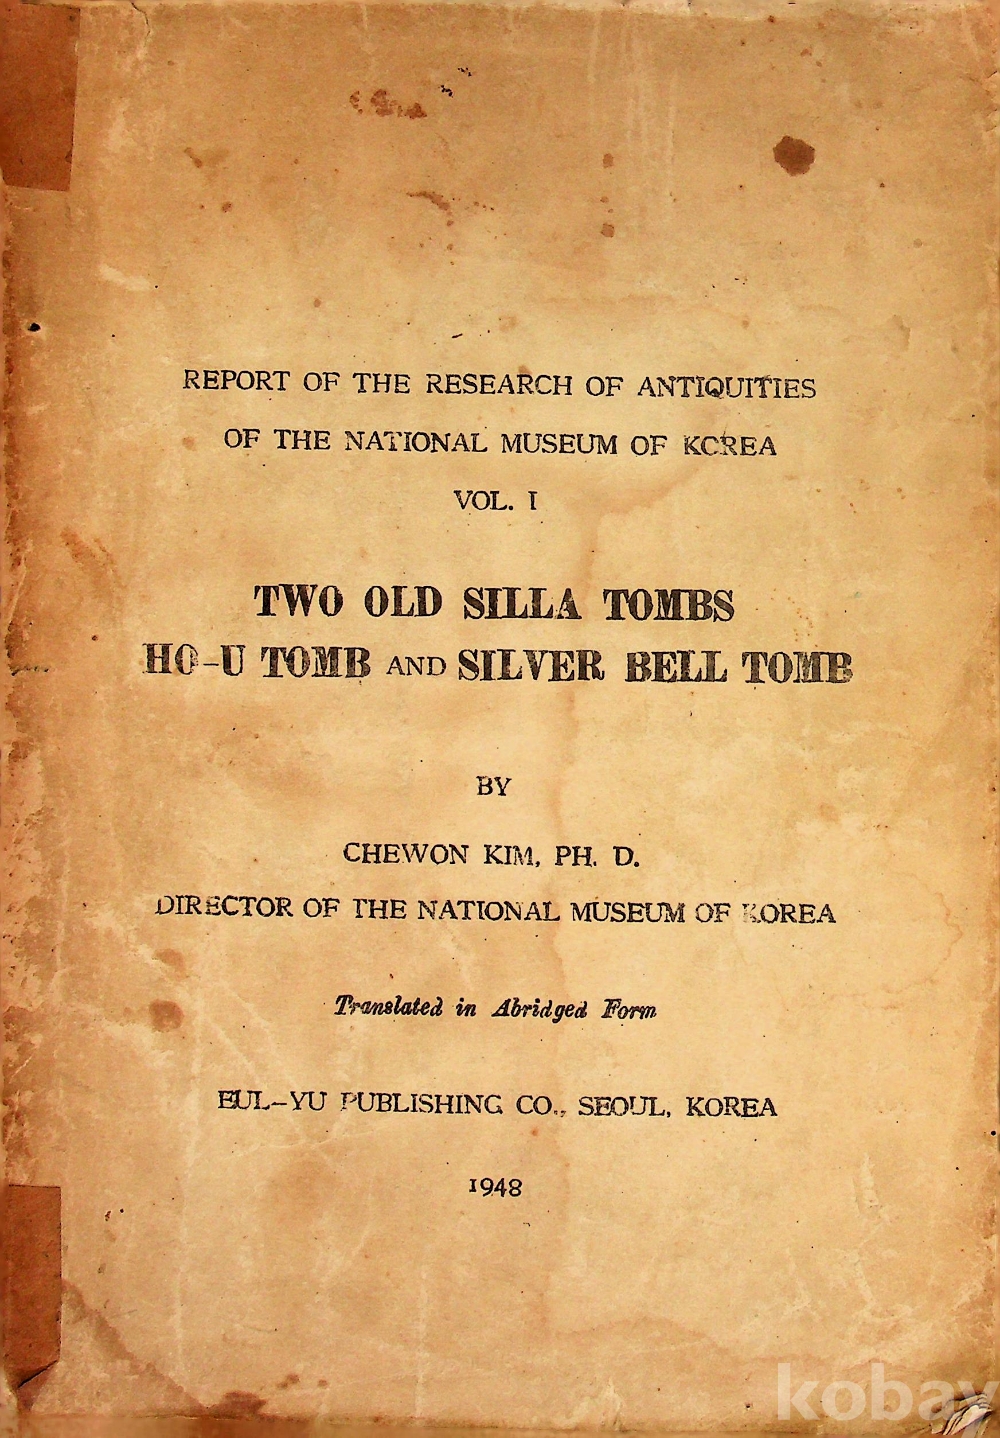 REPORT OF THE RESEARCH OF ANTIQUITIES
OF THE NATIONAL MUSEUM OF KOREA
VOL. I
TWO OLD SILLA TOMBS
HO-U TOMB AND SILVER BELL TOMB
BY
CHEWON KIM, PH. D.
DIRECTOR OF THE NATIONAL MUSEUM OF KOREA
Translated in Abridged Form
EUL-YU PUBLISHING CO., SEOUL, KOREA
1948
kobay